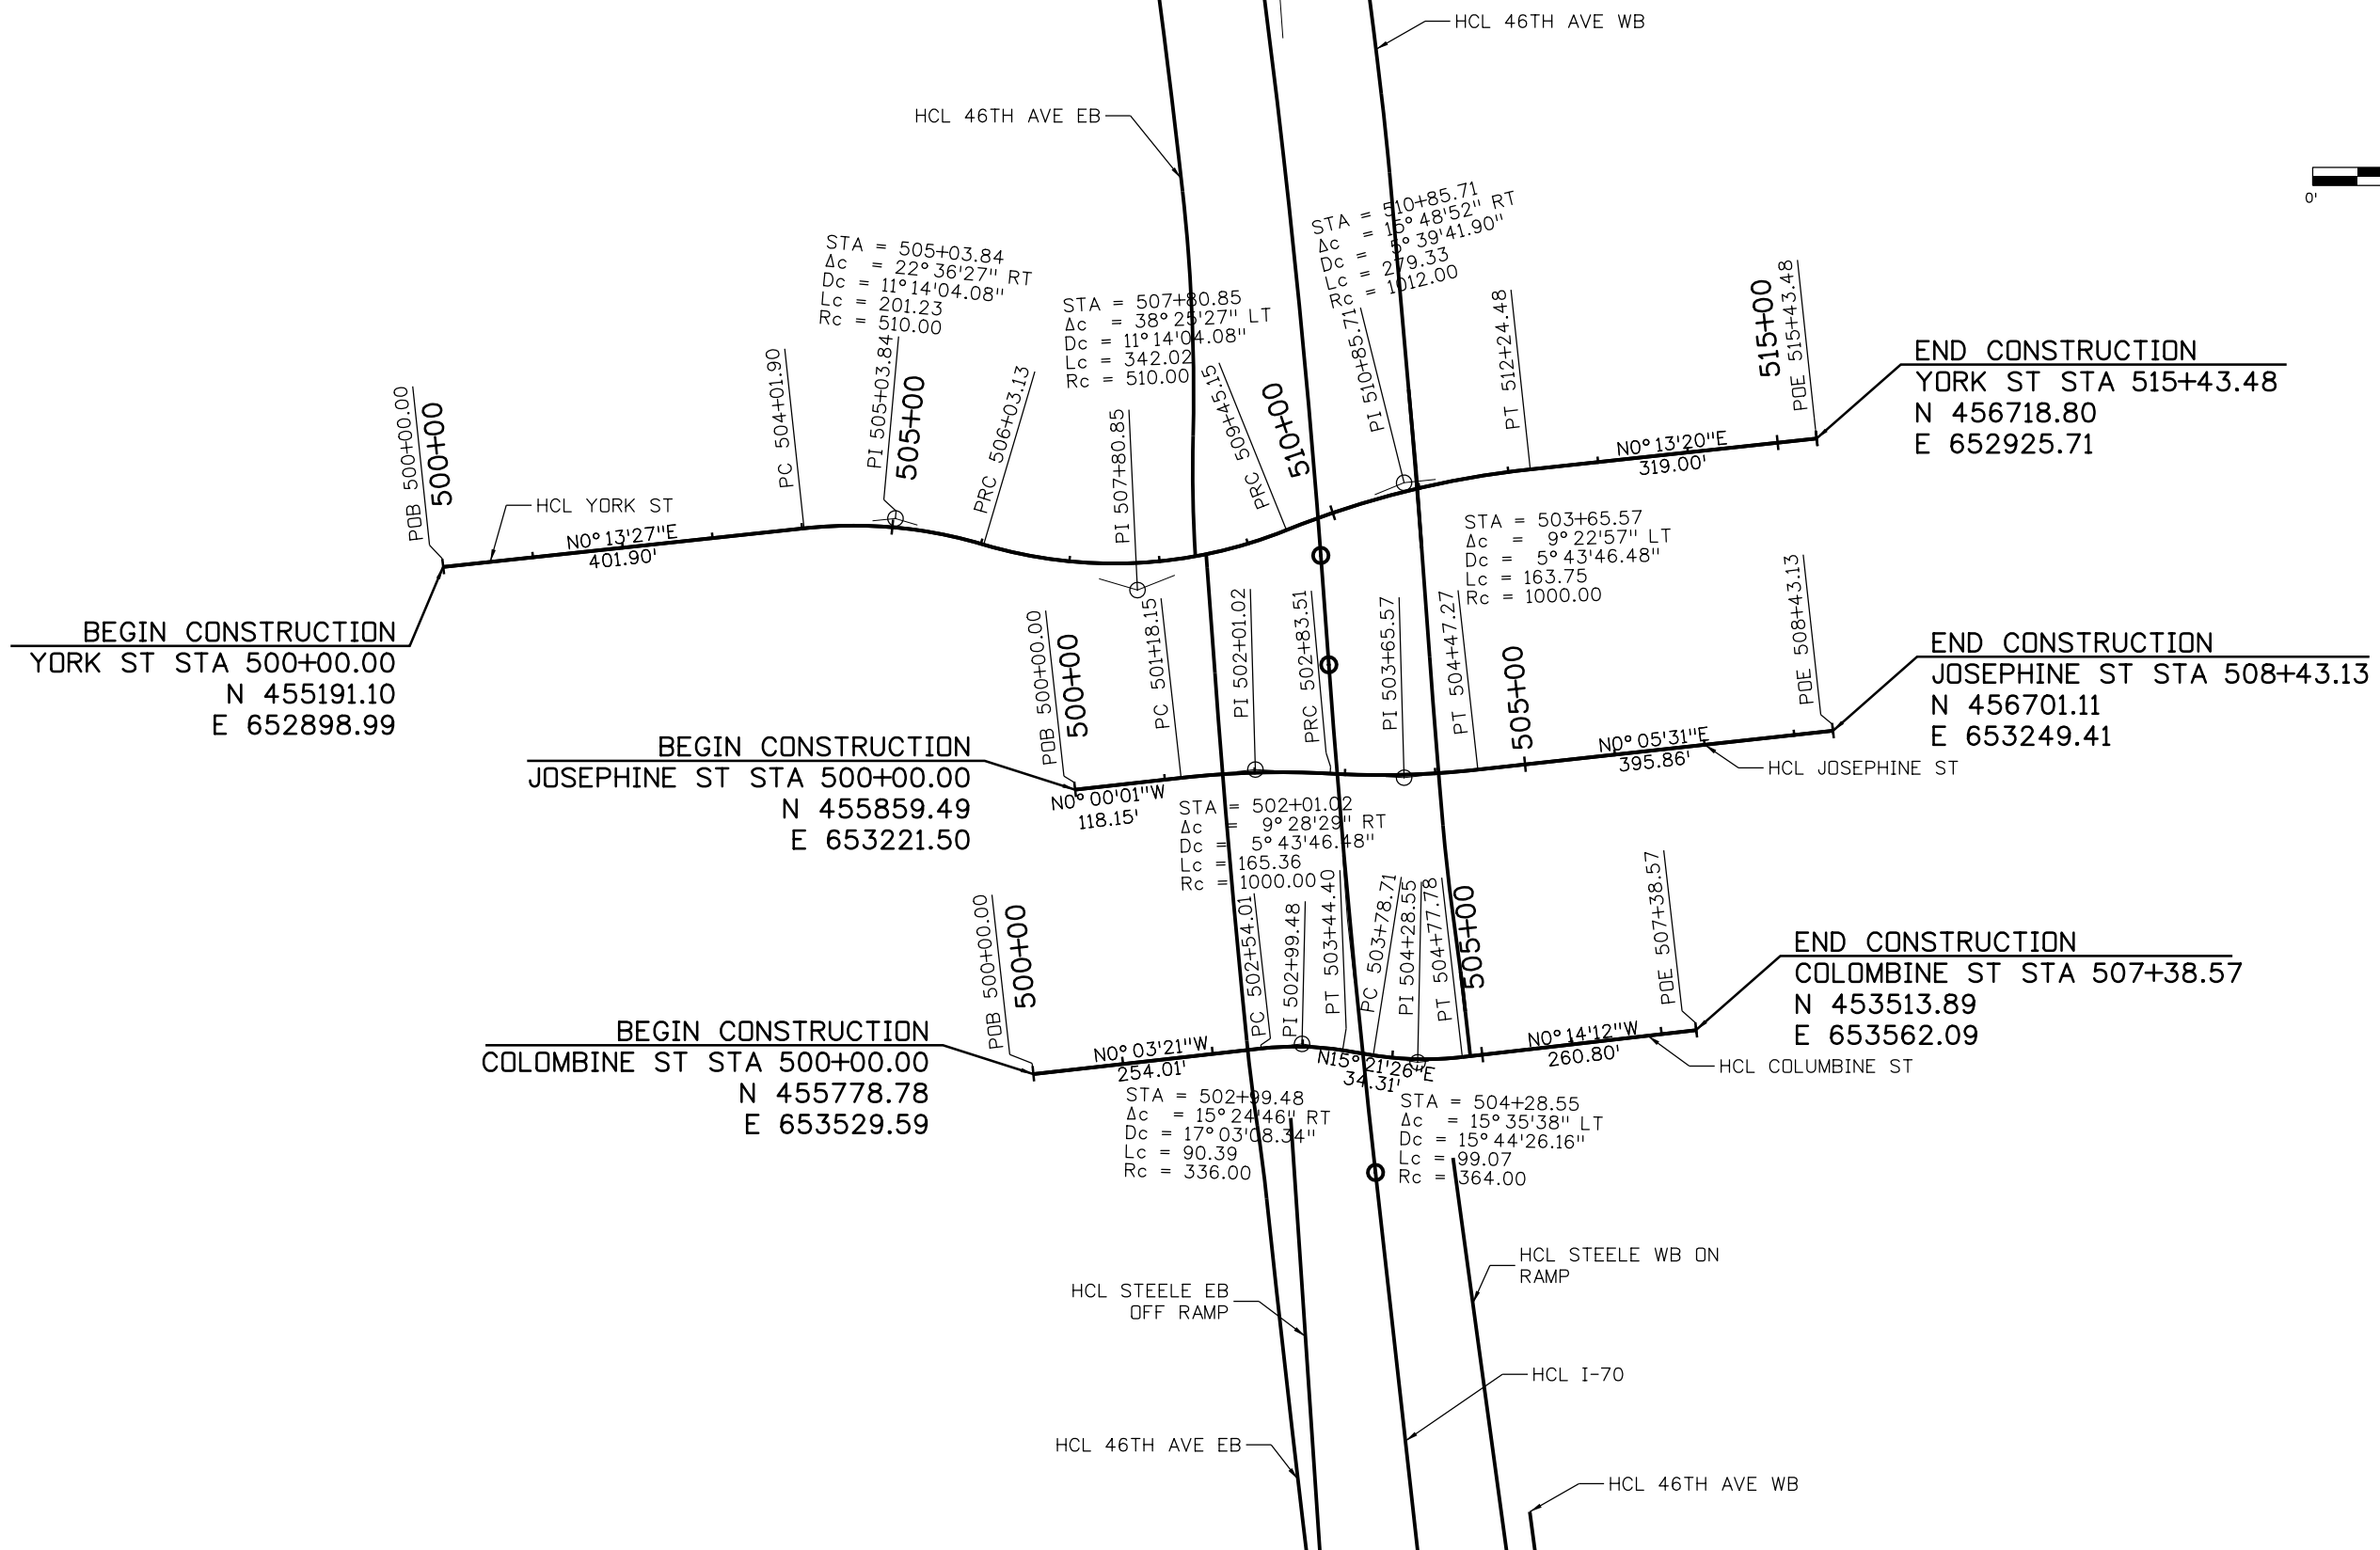 HCL 46TH AVE WB
HCL 46TH AVE EB
0'
STA = 505+03.84
Δc = 22°36'27" RT
Dc = 11°14'04.08"
Lc = 201.23
Rc = 510.00
STA = 507+80.85
Δc = 38°25'27" LT
Dc = 11°14'04.08"
Lc = 342.02
Rc = 510.00
STA = 510+85.71
Δc = 15°48'52" RT
Dc = 5°39'41.90"
Lc = 279.33
Rc = 1012.00
POB 500+00.00
500+00
PC 504+01.90
PI 505+03.84
505+00
PRC 506+03.13
PI 507+80.85
PRC 509+45.15
510+00
PI 510+85.71
PT 512+24.48
515+00
POE 515+43.48
END CONSTRUCTION
YORK ST STA 515+43.48
N 456718.80
E 652925.71
HCL YORK ST
N0°13'27"E
401.90'
N0°13'20"E
319.00'
BEGIN CONSTRUCTION
YORK ST STA 500+00.00
N 455191.10
E 652898.99
STA = 503+65.57
Δc = 9°22'57" LT
Dc = 5°43'46.48"
Lc = 163.75
Rc = 1000.00
POB 500+00.00
500+00
PC 501+18.15
PI 502+01.02
PRC 502+83.51
PI 503+65.57
PT 504+47.27
505+00
POE 508+43.13
END CONSTRUCTION
JOSEPHINE ST STA 508+43.13
N 456701.11
E 653249.41
BEGIN CONSTRUCTION
JOSEPHINE ST STA 500+00.00
N 455859.49
E 653221.50
N0°00'01"W
118.15'
N0°05'31"E
395.86'
HCL JOSEPHINE ST
STA = 502+01.02
Δc = 9°28'29" RT
Dc = 5°43'46.48"
Lc = 165.36
Rc = 1000.00
POB 500+00.00
500+00
PC 502+54.01
PI 502+99.48
PT 503+44.40
PC 503+78.71
PI 504+28.55
PT 504+77.78
505+00
POE 507+38.57
END CONSTRUCTION
COLOMBINE ST STA 507+38.57
N 453513.89
E 653562.09
BEGIN CONSTRUCTION
COLOMBINE ST STA 500+00.00
N 455778.78
E 653529.59
N0°03'21"W
254.01'
N15°21'26"E
34.31'
N0°14'12"W
260.80'
HCL COLUMBINE ST
STA = 502+99.48
Δc = 15°24'46" RT
Dc = 17°03'08.34"
Lc = 90.39
Rc = 336.00
STA = 504+28.55
Δc = 15°35'38" LT
Dc = 15°44'26.16"
Lc = 99.07
Rc = 364.00
HCL STEELE WB ON
RAMP
HCL STEELE EB
OFF RAMP
HCL I-70
HCL 46TH AVE EB
HCL 46TH AVE WB